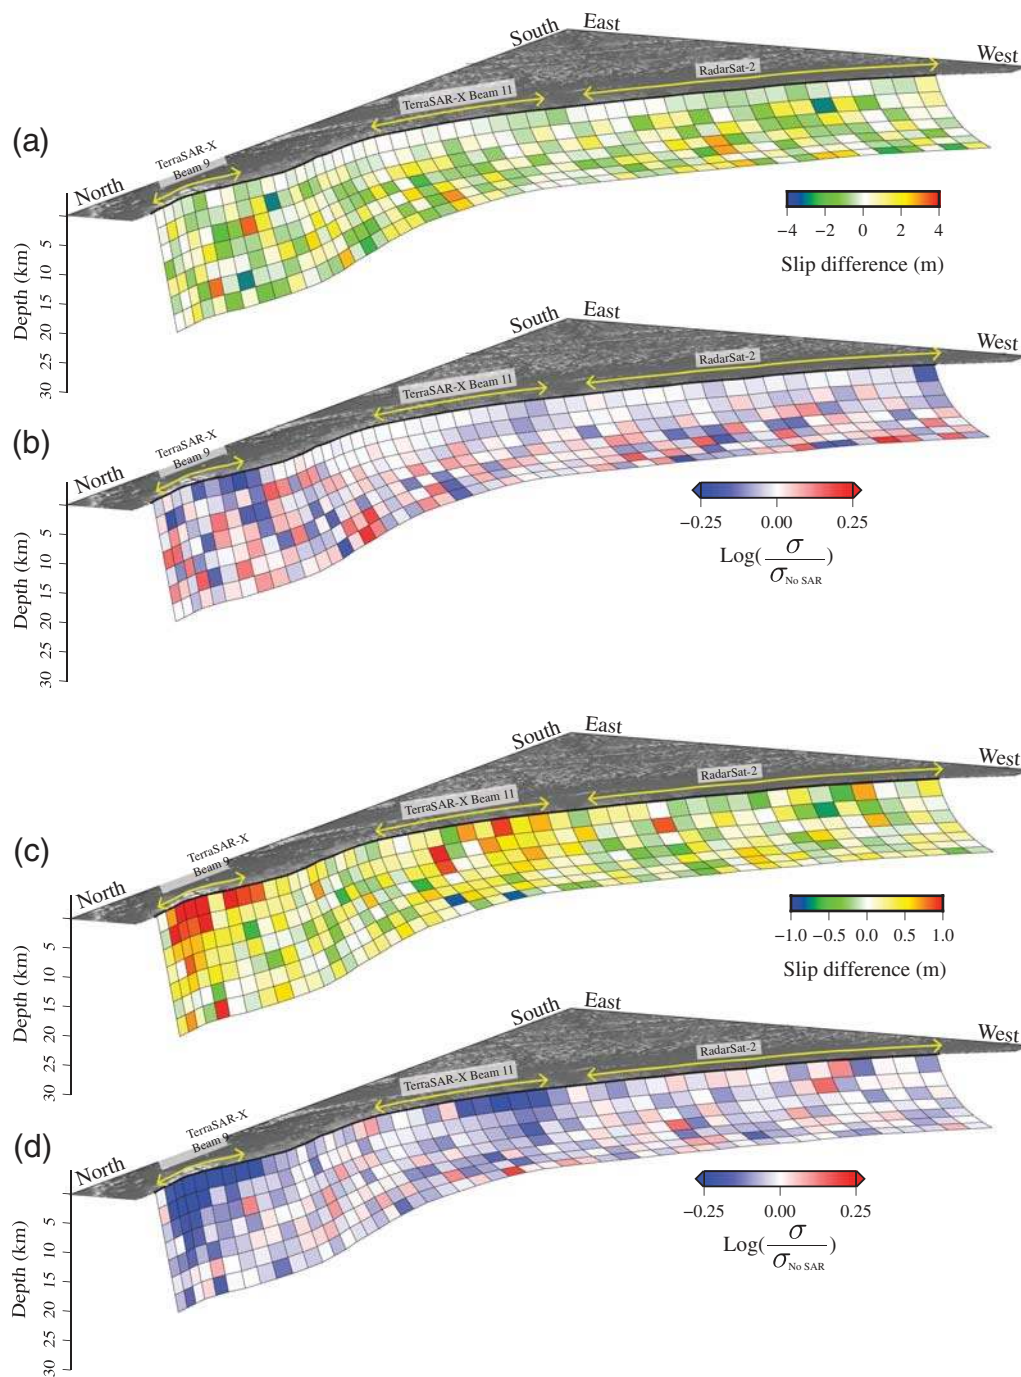 (a)
South
East
West
North
TerraSAR-X
Beam 9
TerraSAR-X Beam 11
RadarSat-2
Depth (km)
5
10
15
20
25
30
−4 −2 0 2 4
Slip difference (m)
(b)
South
East
West
North
TerraSAR-X
Beam 9
TerraSAR-X Beam 11
RadarSat-2
Depth (km)
5
10
15
20
25
30
−0.25 0.00 0.25
Log(σ/σNo SAR)
(c)
South
East
West
North
TerraSAR-X
Beam 9
TerraSAR-X Beam 11
RadarSat-2
Depth (km)
5
10
15
20
25
30
−1.0 −0.5 0.0 0.5 1.0
Slip difference (m)
(d)
South
East
West
North
TerraSAR-X
Beam 9
TerraSAR-X Beam 11
RadarSat-2
Depth (km)
5
10
15
20
25
30
−0.25 0.00 0.25
Log(σ/σNo SAR)